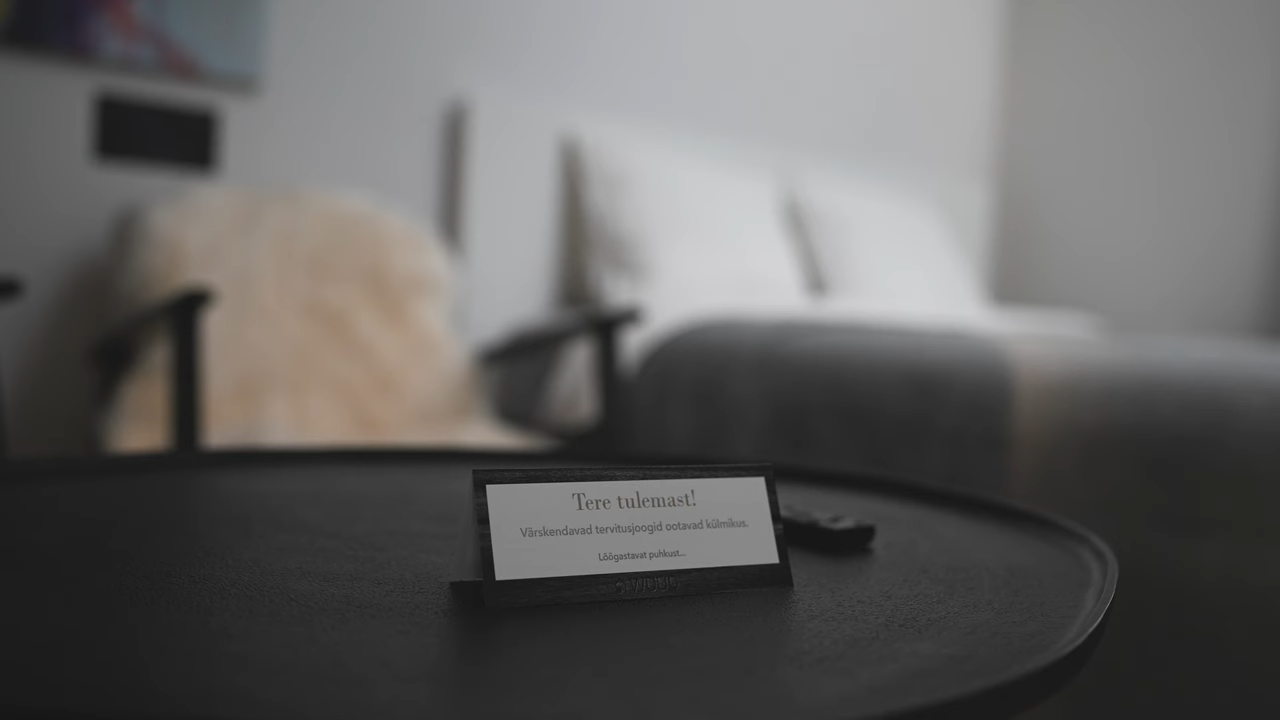 Tere tulemast!
Värskendavad tervitusjoogid ootavad külmikus.
Lõõgastavat puhkust...